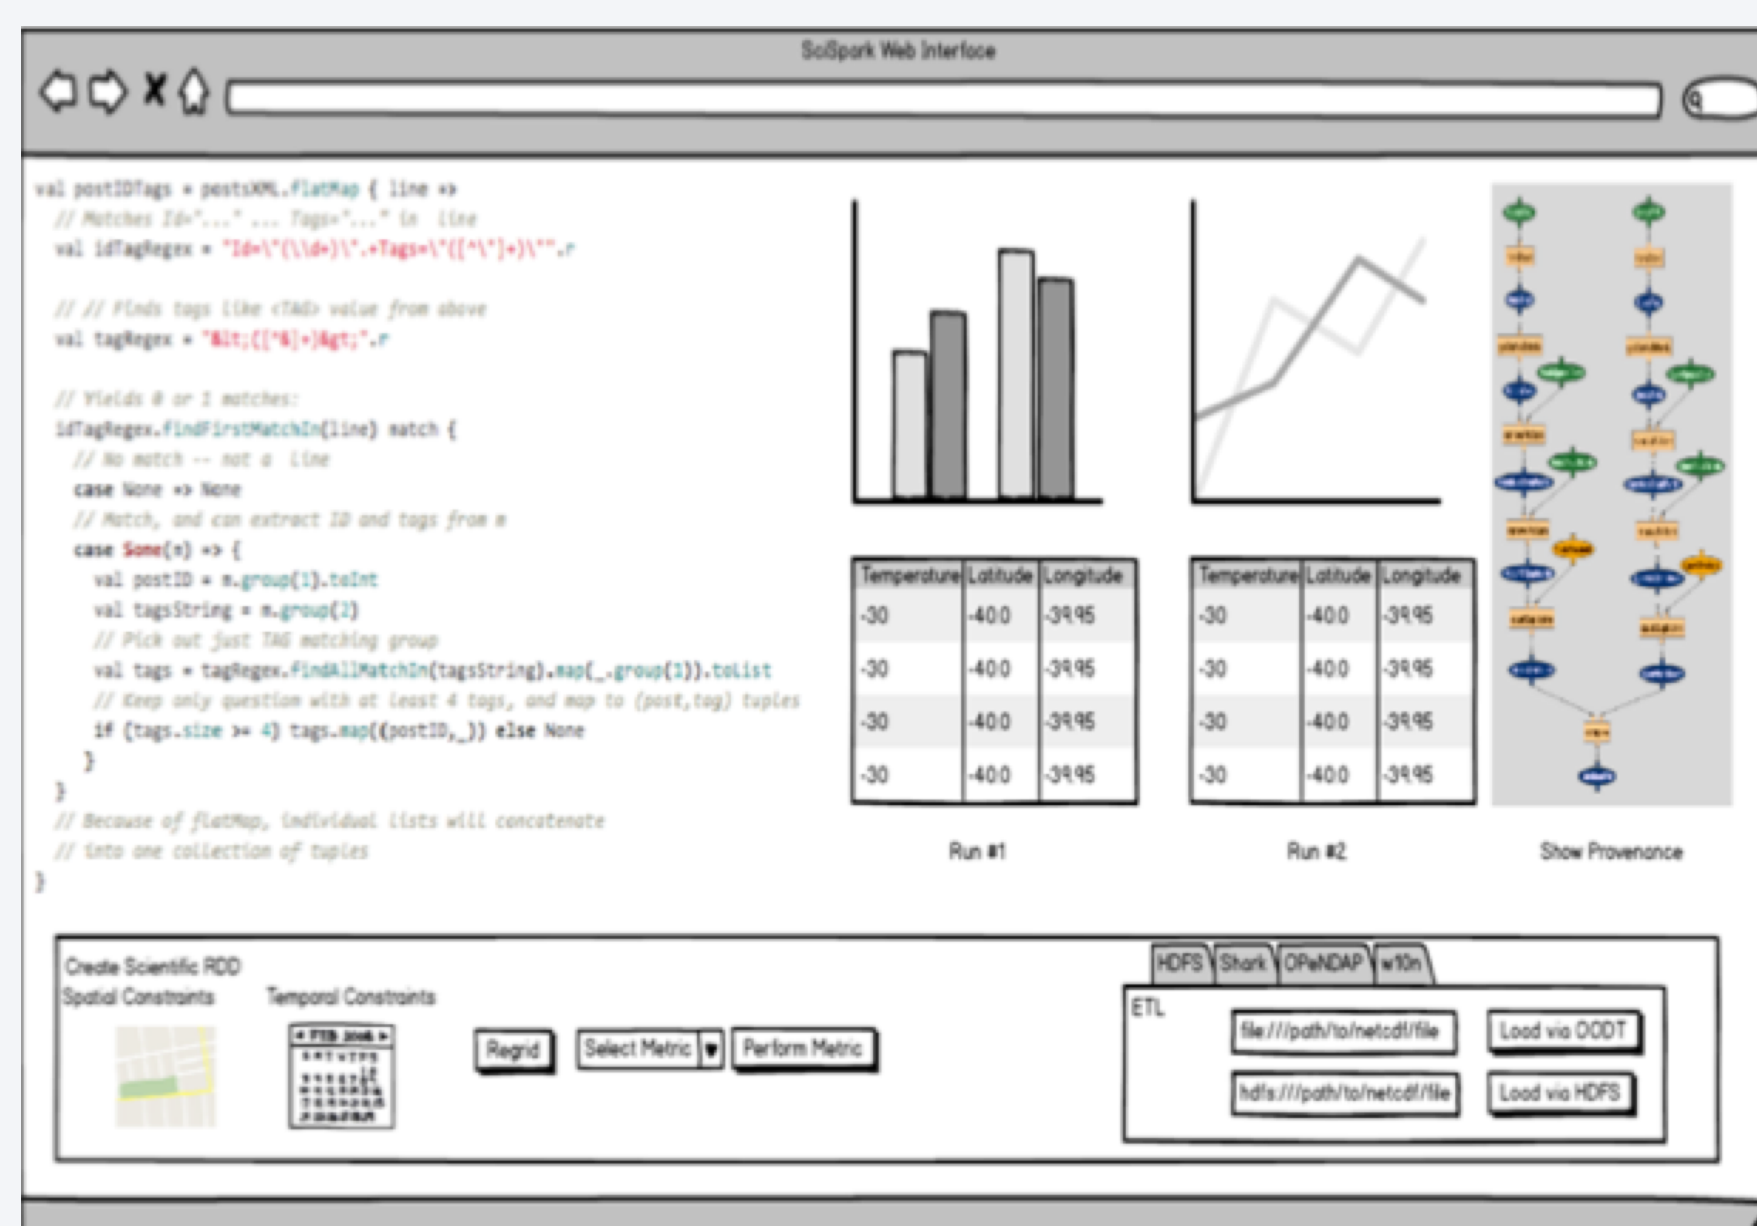 SciSpark Web Interface
val postIDTags = postsXML.flatMap { line =>
// Matches Id="..." ... Tags="..." in line
val idTagRegex = "Id=\"(\\d+)\".+Tags=\"([^\"]+)\"".r
// // Finds tags like <TAG> value from above
val tagRegex = "&lt;([^&]+)&gt;".r
// Yields 0 or 1 matches:
idTagRegex.findFirstMatchIn(line) match {
// No match -- not a line
case None => None
// Match, and can extract ID and tags from m
case Some(m) => {
val postID = m.group(1).toInt
val tagsString = m.group(2)
// Pick out just TAG matching group
val tags = tagRegex.findAllMatchIn(tagsString).map(_.group(1)).toList
// Keep only question with at least 4 tags, and map to (post,tag) tuples
if (tags.size >= 4) tags.map((postID,_)) else None
}
}
// Because of flatMap, individual lists will concatenate
// into one collection of tuples
}
Temperature Latitude Longitude
-30 -40.0 -39.95
-30 -40.0 -39.95
-30 -40.0 -39.95
-30 -40.0 -39.95
Run #1
Temperature Latitude Longitude
-30 -40.0 -39.95
-30 -40.0 -39.95
-30 -40.0 -39.95
-30 -40.0 -39.95
Run #2
Show Provenance
Create Scientific RDD
Spatial Constraints Temporal Constraints
FEB
Regrid Select Metric Perform Metric
HDFS Shark OPeNDAP w10n
ETL
file:///path/to/netcdf/file Load via OODT
hdfs:///path/to/netcdf/file Load via HDFS